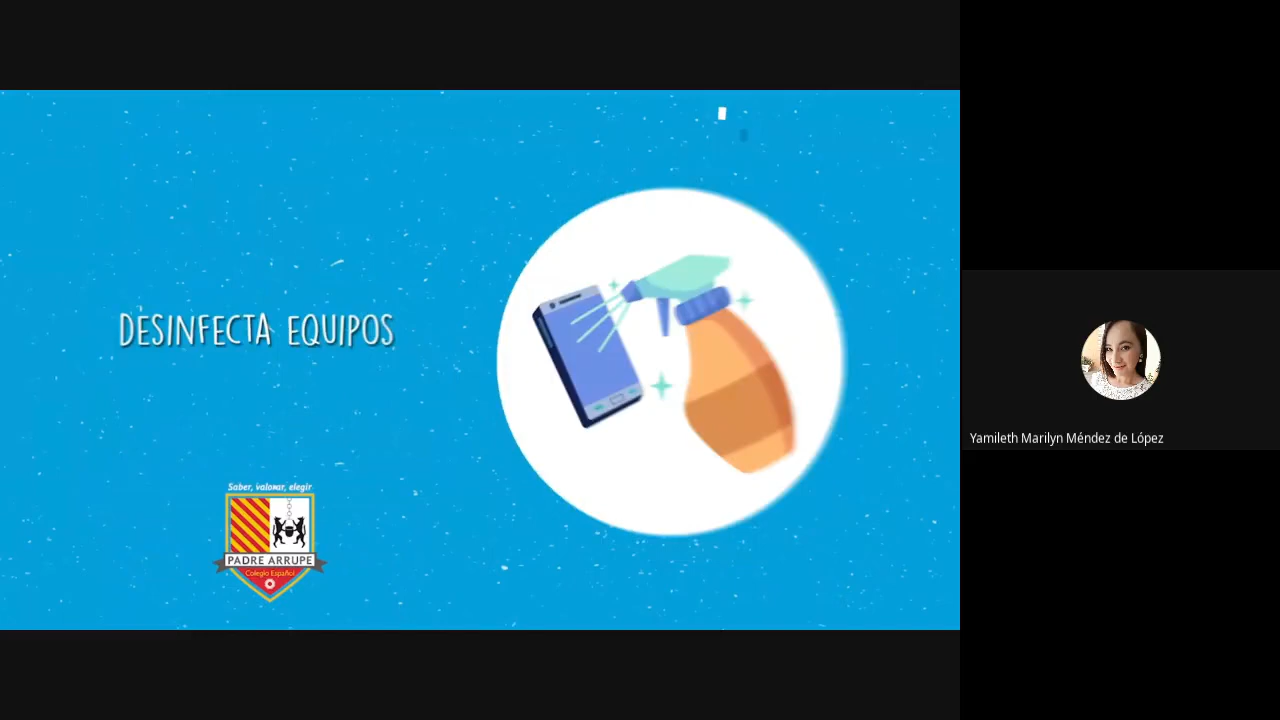 DESINFECTA EQUIPOS
Saber, valorar, elegir
PADRE ARRUPE
Colegio Español
Yamileth Marilyn Méndez de López